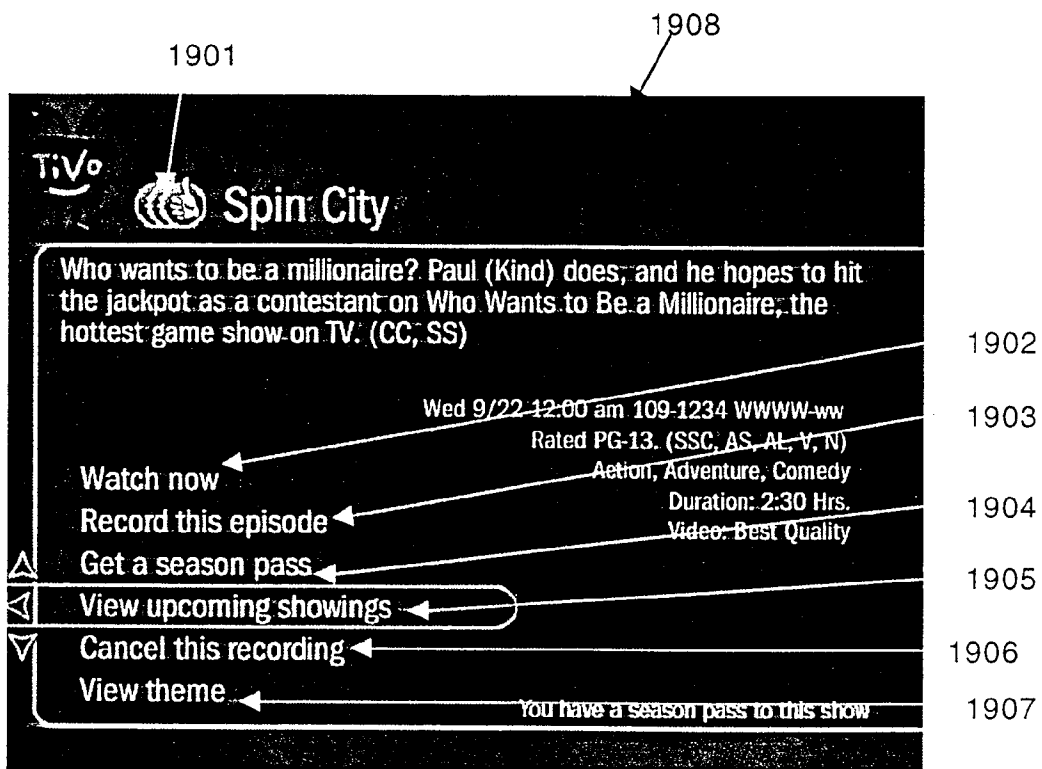 1908
1901
TiVo
Spin City
Who wants to be a millionaire? Paul (Kind) does, and he hopes to hit
the jackpot as a contestant on Who Wants to Be a Millionaire, the
hottest game show on TV. (CC, SS)
1902
Wed 9/22 12:00 am 109-1234 WWWW-ww
1903
Rated PG-13. (SSC, AS, AL, V, N)
Action, Adventure, Comedy
Watch now
Duration: 2:30 Hrs.
1904
Record this episode
Video: Best Quality
Get a season pass
1905
View upcoming showings
Cancel this recording
1906
View theme
You have a season pass to this show
1907